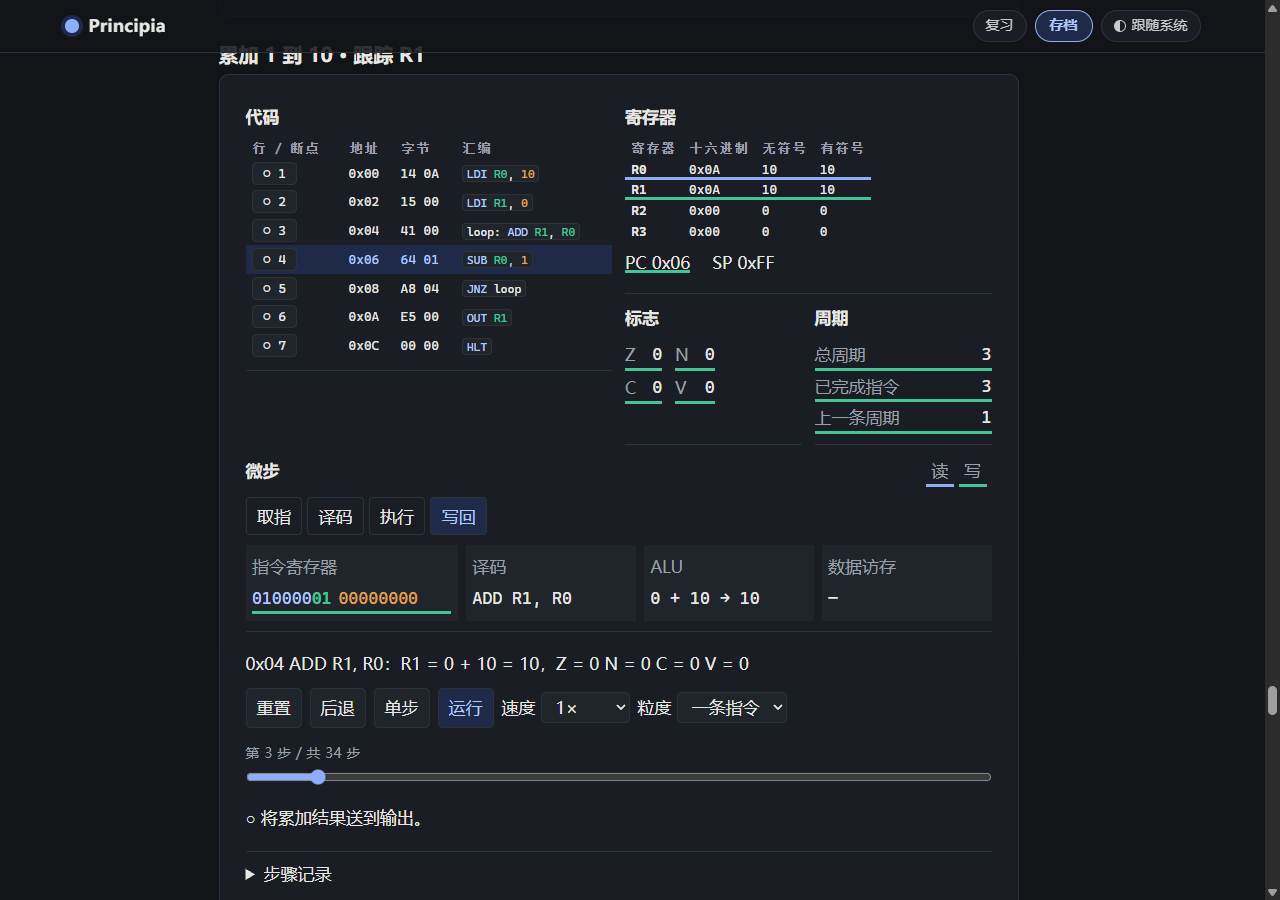 Principia
复习 存档 跟随系统
累加 1 到 10 • 跟踪 R1
代码
行 / 断点 地址 字节 汇编
1 0x00 14 0A LDI R0, 10
2 0x02 15 00 LDI R1, 0
3 0x04 41 00 loop: ADD R1, R0
4 0x06 64 01 SUB R0, 1
5 0x08 A8 04 JNZ loop
6 0x0A E5 00 OUT R1
7 0x0C 00 00 HLT
寄存器
寄存器 十六进制 无符号 有符号
R0 0x0A 10 10
R1 0x0A 10 10
R2 0x00 0 0
R3 0x00 0 0
PC 0x06 SP 0xFF
标志
Z 0 N 0
C 0 V 0
周期
总周期 3
已完成指令 3
上一条周期 1
微步
读 写
取指 译码 执行 写回
指令寄存器
01000001 00000000
译码
ADD R1, R0
ALU
0 + 10 → 10
数据访存
—
0x04 ADD R1, R0：R1 = 0 + 10 = 10，Z = 0 N = 0 C = 0 V = 0
重置 后退 单步 运行 速度 1× 粒度 一条指令
第 3 步 / 共 34 步
○ 将累加结果送到输出。
▶ 步骤记录